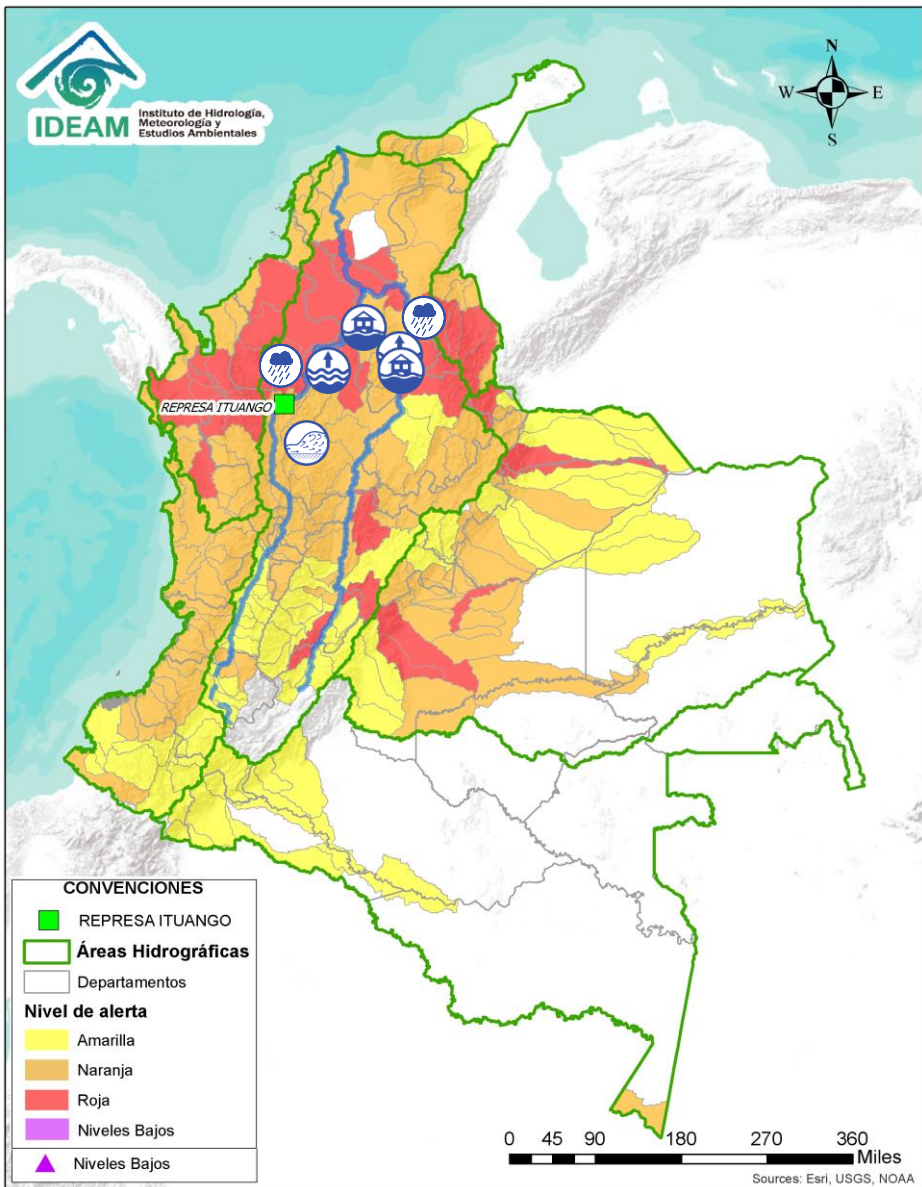 IDEAM
Instituto de Hidrología,
Meteorología y
Estudios Ambientales
N
W
E
S
REPRESA ITUANGO
CONVENCIONES
REPRESA ITUANGO
Áreas Hidrográficas
Departamentos
Nivel de alerta
Amarilla
Naranja
Roja
Niveles Bajos
Niveles Bajos
0 45 90 180 270 360
Miles
Sources: Esri, USGS, NOAA